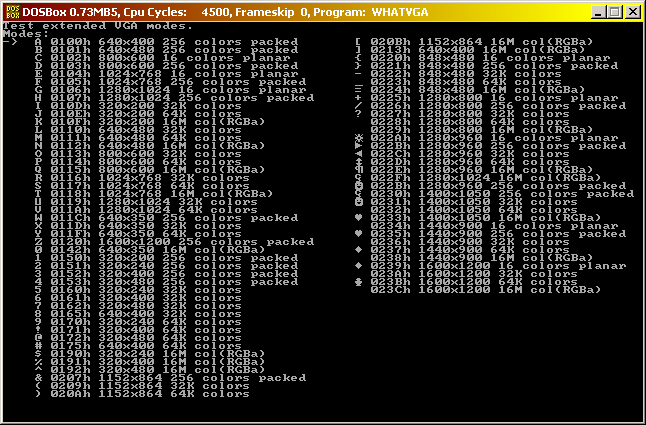 DOSBox 0.73MB5, Cpu Cycles: 4500, Frameskip 0, Program: WHATVGA
Test extended VGA modes.
Modes:
-> A 0100h 640x400 256 colors packed
B 0101h 640x480 256 colors packed
C 0102h 800x600 16 colors planar
D 0103h 800x600 256 colors packed
E 0104h 1024x768 16 colors planar
F 0105h 1024x768 256 colors packed
G 0106h 1280x1024 16 colors planar
H 0107h 1280x1024 256 colors packed
I 010Dh 320x200 32K colors
J 010Eh 320x200 64K colors
K 010Fh 320x200 16M col(RGBa)
L 0110h 640x480 32K colors
M 0111h 640x480 64K colors
N 0112h 640x480 16M col(RGBa)
O 0113h 800x600 32K colors
P 0114h 800x600 64K colors
Q 0115h 800x600 16M col(RGBa)
R 0116h 1024x768 32K colors
S 0117h 1024x768 64K colors
T 0118h 1024x768 16M col(RGBa)
U 0119h 1280x1024 32K colors
V 011Ah 1280x1024 64K colors
W 011Ch 640x350 256 colors packed
X 011Dh 640x350 32K colors
Y 011Fh 640x350 64K colors
Z 0120h 1600x1200 256 colors packed
0 0142h 640x350 16M col(RGBa)
1 0150h 320x200 256 colors packed
2 0151h 320x240 256 colors packed
3 0152h 320x400 256 colors packed
4 0153h 320x480 256 colors packed
5 0160h 320x240 32K colors
6 0161h 320x400 32K colors
7 0162h 320x480 32K colors
8 0165h 640x400 32K colors
9 0170h 320x240 64K colors
! 0171h 320x400 64K colors
@ 0172h 320x480 64K colors
# 0175h 640x400 64K colors
$ 0190h 320x240 16M col(RGBa)
% 0191h 320x400 16M col(RGBa)
^ 0192h 320x480 16M col(RGBa)
& 0207h 1152x864 256 colors packed
( 0209h 1152x864 32K colors
) 020Ah 1152x864 64K colors
[ 020Bh 1152x864 16M col(RGBa)
] 0213h 640x400 16M col(RGBa)
{ 0220h 848x480 16 colors planar
} 0221h 848x480 256 colors packed
- 0222h 848x480 32K colors
0223h 848x480 64K colors
= 0224h 848x480 16M col(RGBa)
+ 0225h 1280x800 16 colors planar
/ 0226h 1280x800 256 colors packed
? 0227h 1280x800 32K colors
0228h 1280x800 64K colors
0229h 1280x800 16M col(RGBa)
022Ah 1280x960 16 colors planar
022Bh 1280x960 256 colors packed
022Ch 1280x960 32K colors
022Dh 1280x960 64K colors
¶ 022Eh 1280x960 16M col(RGBa)
§ 022Fh 1280x1024 16M col(RGBa)
022Bh 1280x960 256 colors packed
0230h 1400x1050 256 colors packed
0231h 1400x1050 32K colors
0232h 1400x1050 64K colors
♥ 0233h 1400x1050 16M col(RGBa)
0234h 1440x900 16 colors planar
♥ 0235h 1440x900 256 colors packed
0236h 1440x900 32K colors
♦ 0237h 1440x900 64K colors
0238h 1440x900 16M col(RGBa)
♦ 0239h 1600x1200 16 colors planar
023Ah 1600x1200 32K colors
♣ 023Bh 1600x1200 64K colors
023Ch 1600x1200 16M col(RGBa)